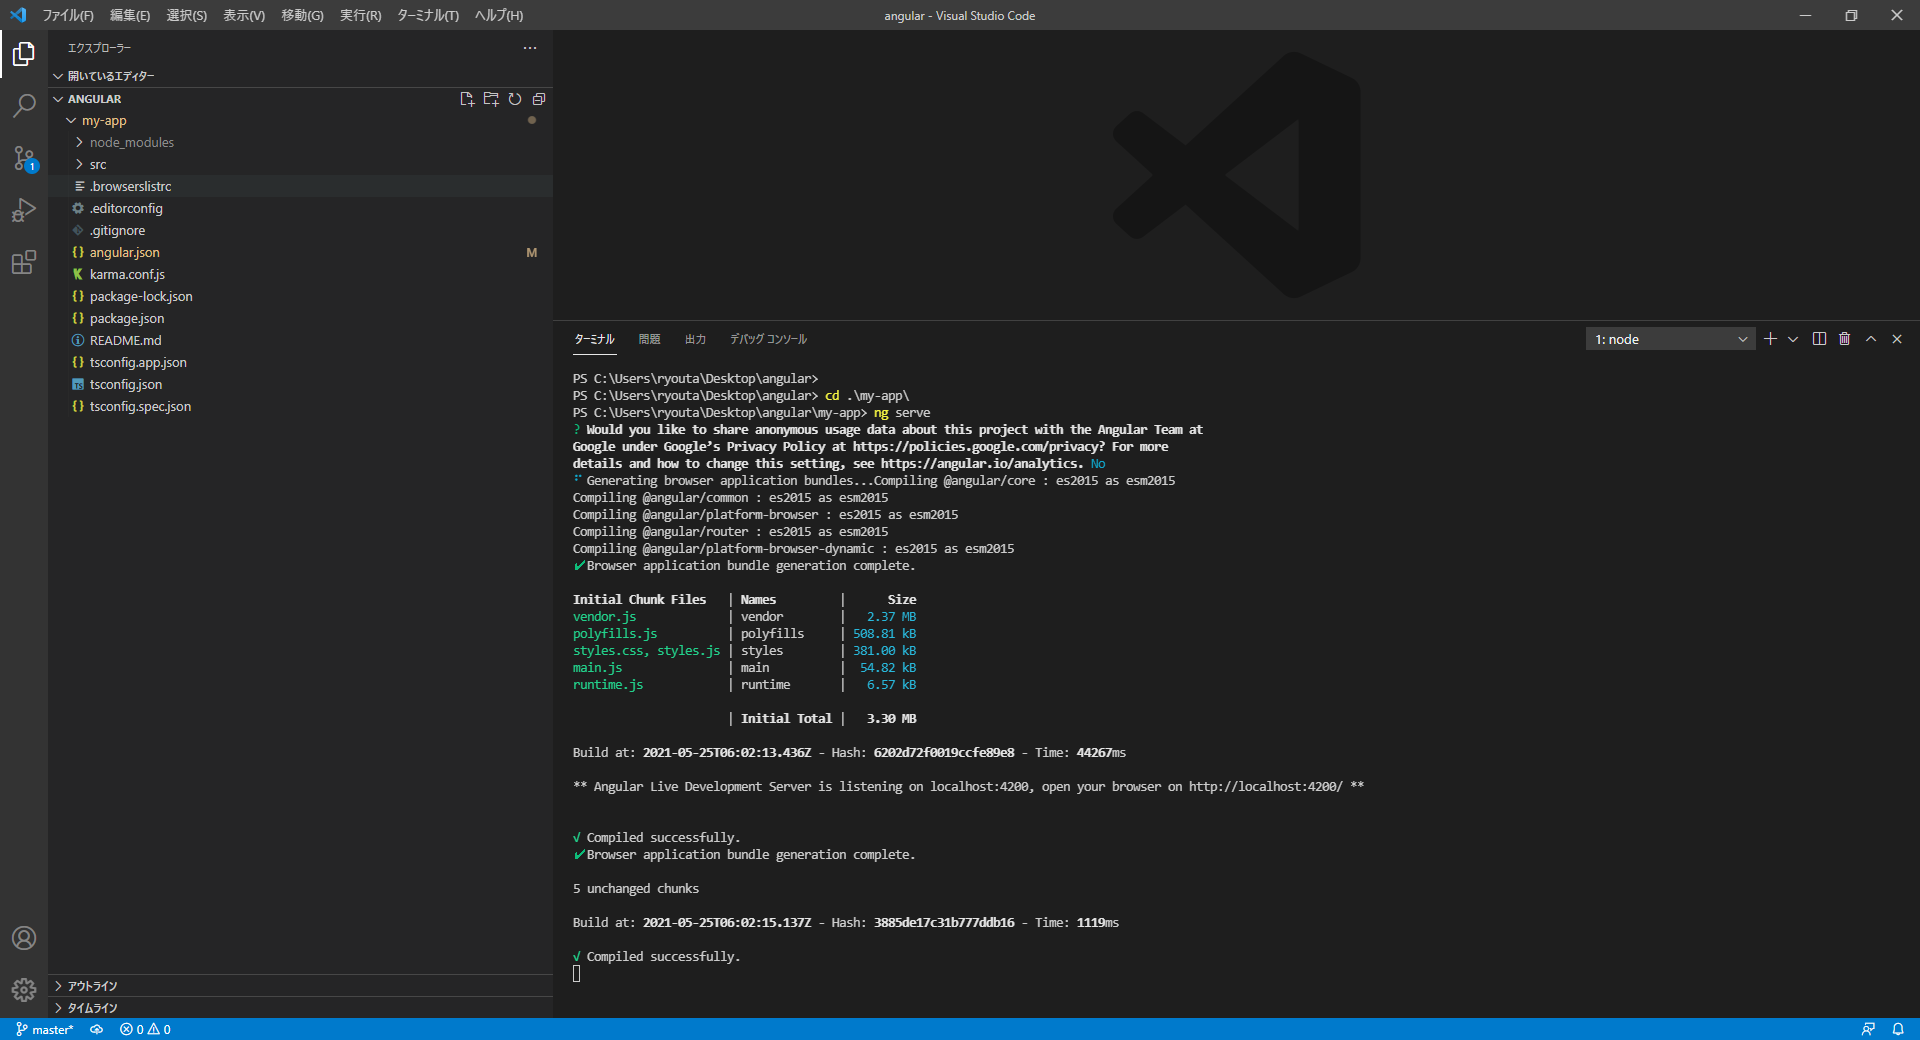 ファイル(F) 編集(E) 選択(S) 表示(V) 移動(G) 実行(R) ターミナル(T) ヘルプ(H)
angular - Visual Studio Code
エクスプローラー
開いているエディター
ANGULAR
my-app
node_modules
src
.browserslistrc
.editorconfig
.gitignore
angular.json M
karma.conf.js
package-lock.json
package.json
README.md
tsconfig.app.json
tsconfig.json
tsconfig.spec.json
アウトライン
タイムライン
1
ターミナル 問題 出力 デバッグ コンソール
1: node
PS C:\Users\ryouta\Desktop\angular>
PS C:\Users\ryouta\Desktop\angular> cd .\my-app\
PS C:\Users\ryouta\Desktop\angular\my-app> ng serve
? Would you like to share anonymous usage data about this project with the Angular Team at
Google under Google’s Privacy Policy at https://policies.google.com/privacy? For more
details and how to change this setting, see https://angular.io/analytics. No
Generating browser application bundles...Compiling @angular/core : es2015 as esm2015
Compiling @angular/common : es2015 as esm2015
Compiling @angular/platform-browser : es2015 as esm2015
Compiling @angular/router : es2015 as esm2015
Compiling @angular/platform-browser-dynamic : es2015 as esm2015
✔Browser application bundle generation complete.
Initial Chunk Files | Names | Size
vendor.js | vendor | 2.37 MB
polyfills.js | polyfills | 508.81 kB
styles.css, styles.js | styles | 381.00 kB
main.js | main | 54.82 kB
runtime.js | runtime | 6.57 kB
| Initial Total | 3.30 MB
Build at: 2021-05-25T06:02:13.436Z - Hash: 6202d72f0019ccfe89e8 - Time: 44267ms
** Angular Live Development Server is listening on localhost:4200, open your browser on http://localhost:4200/ **
√ Compiled successfully.
✔Browser application bundle generation complete.
5 unchanged chunks
Build at: 2021-05-25T06:02:15.137Z - Hash: 3885de17c31b777ddb16 - Time: 1119ms
√ Compiled successfully.
master* 0 0